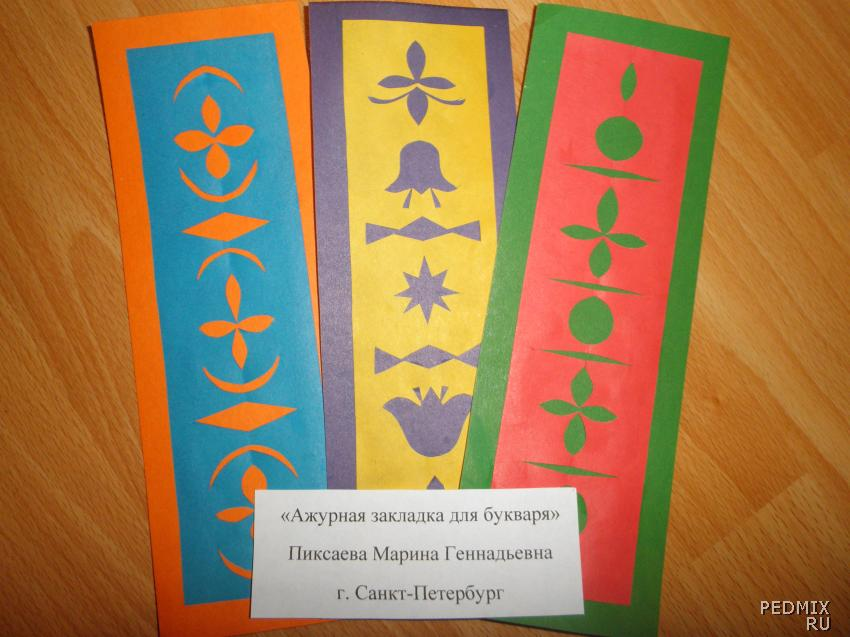 «Ажурная закладка для букваря»
Пиксаева Марина Геннадьевна
г. Санкт-Петербург
PEDMIX
RU